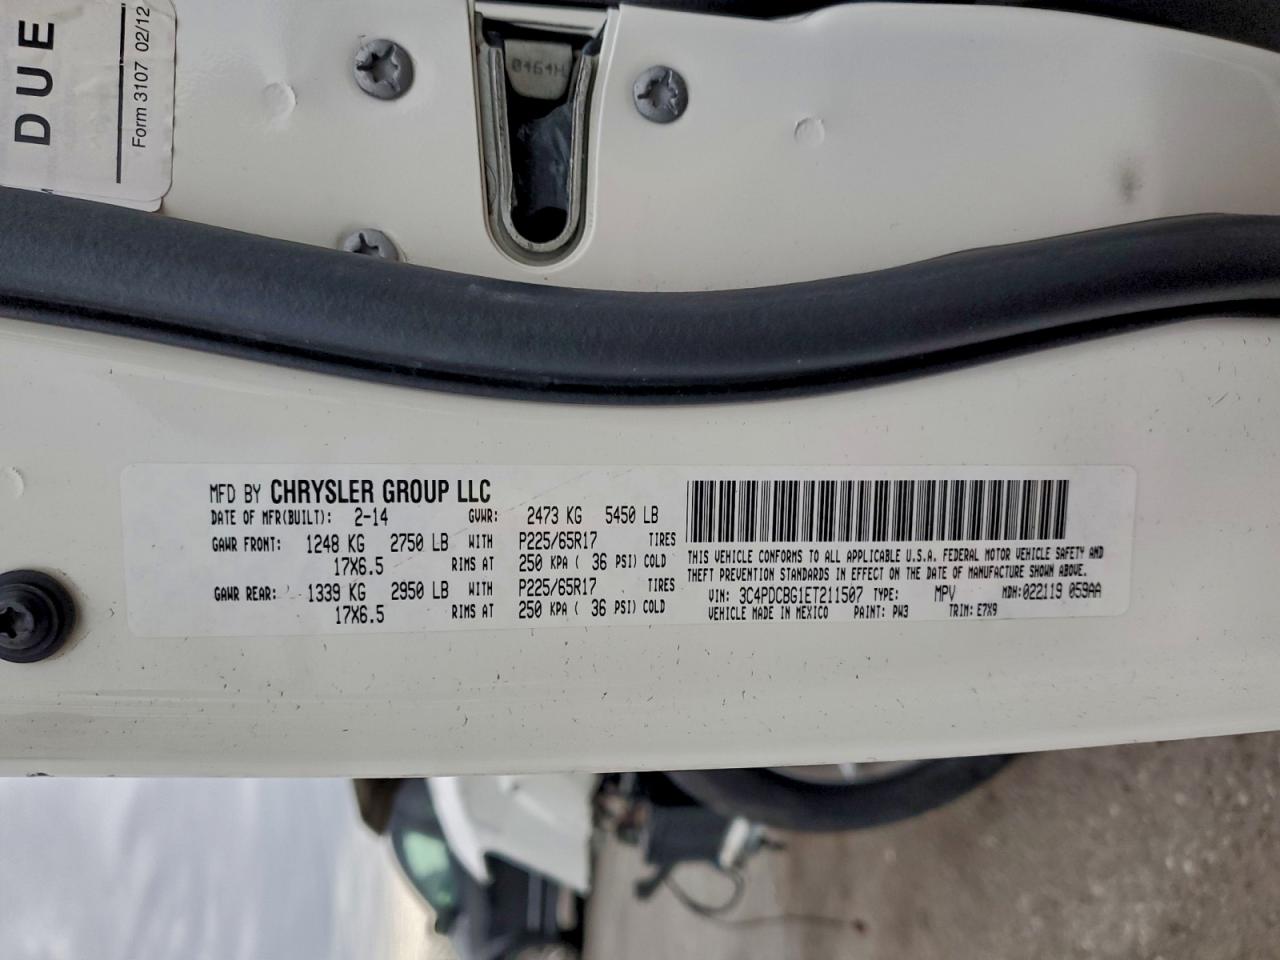 DUE
Form 3107 02/12
0464H
MFD BY CHRYSLER GROUP LLC
DATE OF MFR(BUILT): 2-14 GVWR: 2473 KG 5450 LB
GAWR FRONT: 1248 KG 2750 LB WITH P225/65R17 TIRES
17X6.5 RIMS AT 250 KPA ( 36 PSI) COLD
GAWR REAR: 1339 KG 2950 LB WITH P225/65R17 TIRES
17X6.5 RIMS AT 250 KPA ( 36 PSI) COLD
THIS VEHICLE CONFORMS TO ALL APPLICABLE U.S.A. FEDERAL MOTOR VEHICLE SAFETY AND
THEFT PREVENTION STANDARDS IN EFFECT ON THE DATE OF MANUFACTURE SHOWN ABOVE.
VIN: 3C4PDCBG1ET211507 TYPE: MPV MDH: 022119 059AA
VEHICLE MADE IN MEXICO PAINT: PW3 TRIM: E7X9